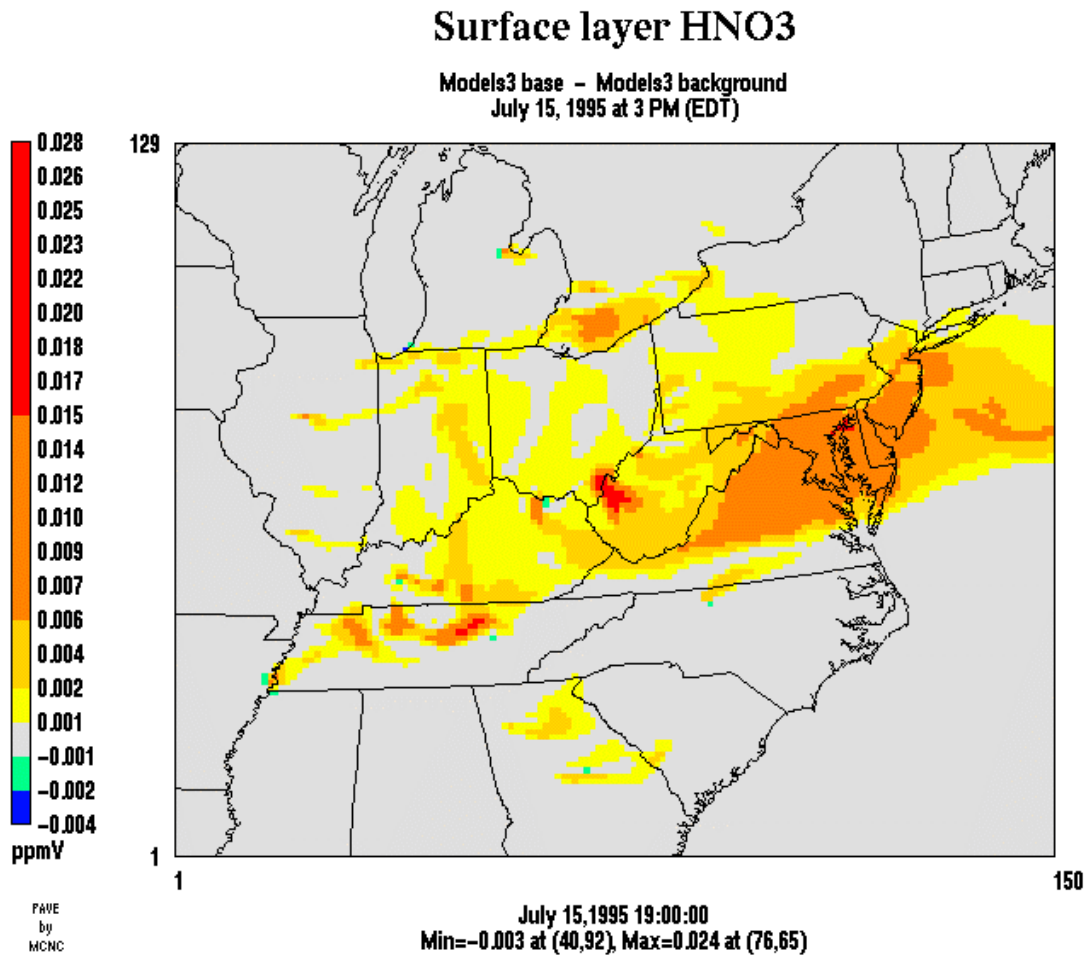 Surface layer HNO3
Models3 base - Models3 background
July 15, 1995 at 3 PM (EDT)
0.028
0.026
0.025
0.023
0.022
0.020
0.018
0.017
0.015
0.014
0.012
0.010
0.009
0.007
0.006
0.004
0.002
0.001
-0.001
-0.002
-0.004
ppmV
129
1
1
150
PAVE
by
MCNC
July 15,1995 19:00:00
Min=-0.003 at (40,92), Max=0.024 at (76,65)